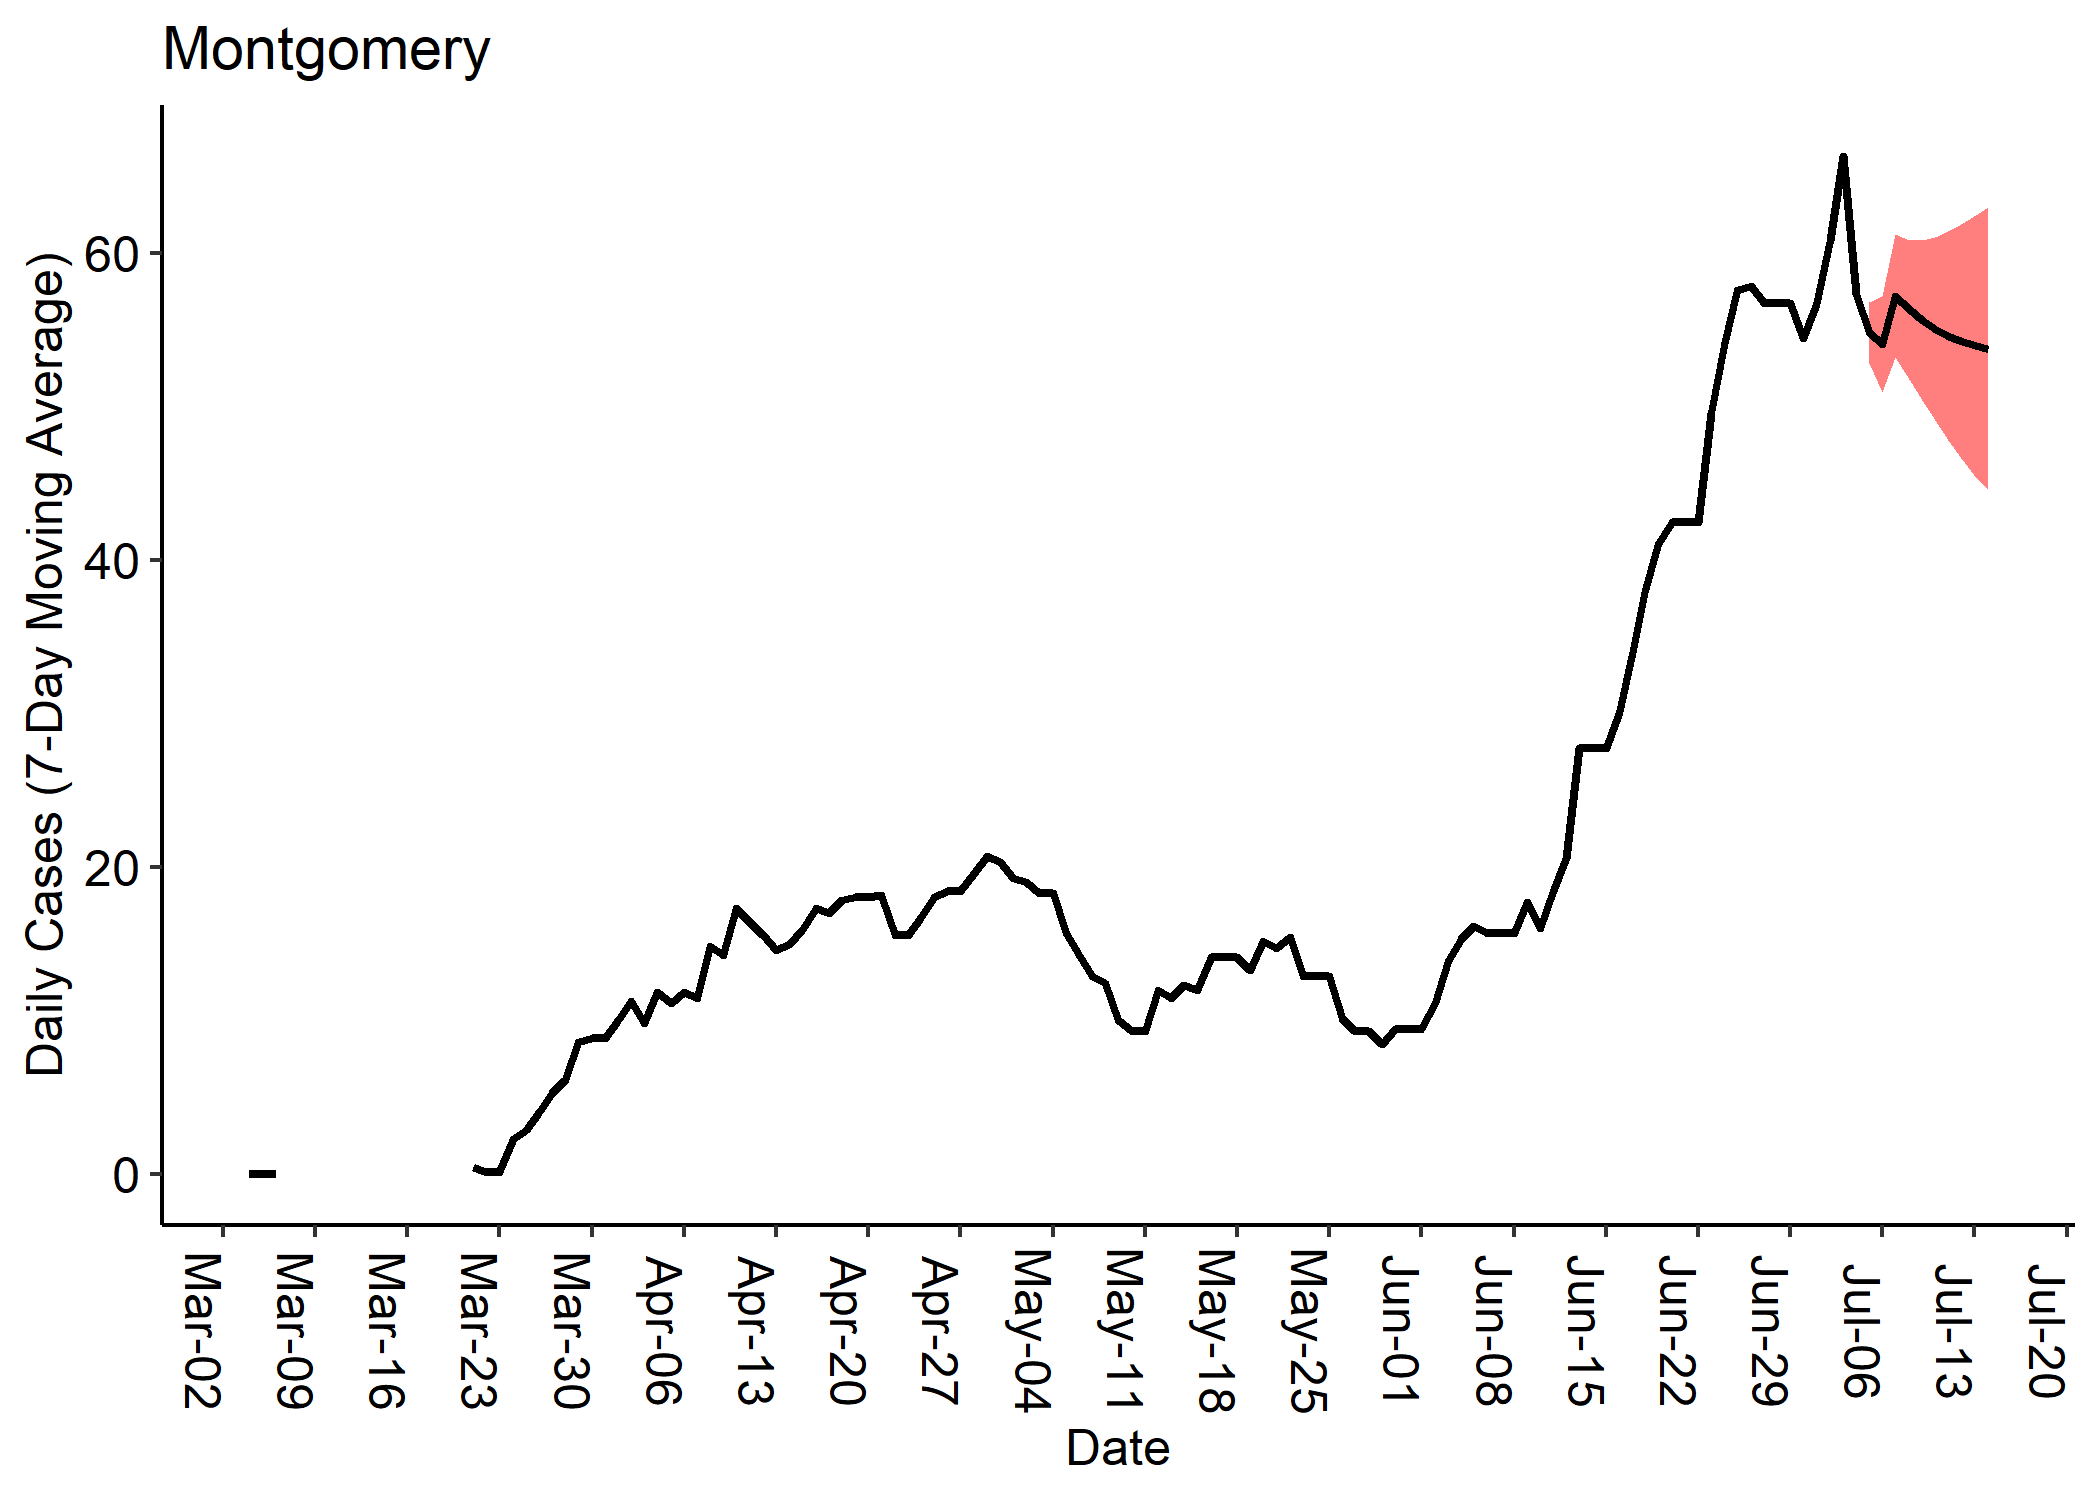 Montgomery
Daily Cases (7-Day Moving Average)
60
40
20
0
Mar-02
Mar-09
Mar-16
Mar-23
Mar-30
Apr-06
Apr-13
Apr-20
Apr-27
May-04
May-11
May-18
May-25
Jun-01
Jun-08
Jun-15
Jun-22
Jun-29
Jul-06
Jul-13
Jul-20
Date